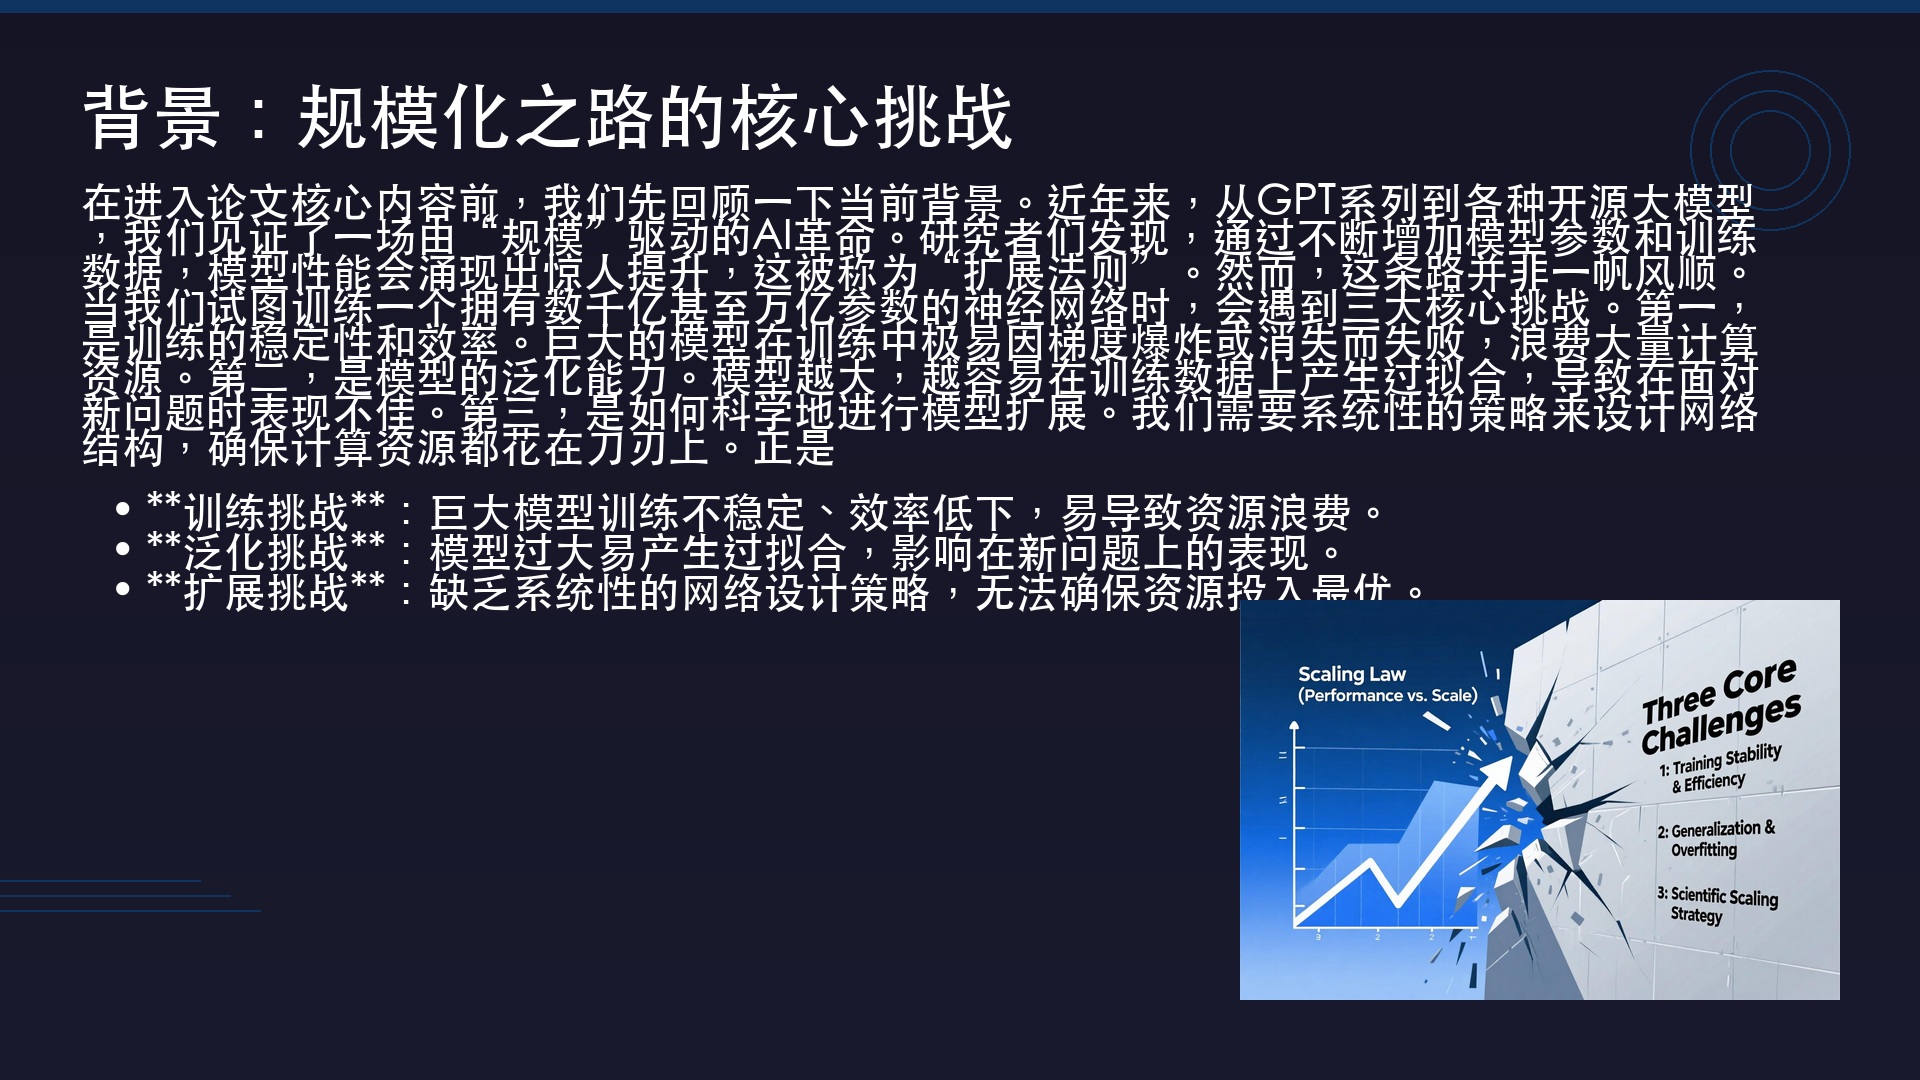 背景：规模化之路的核心挑战
在进入论文核心内容前，我们先回顾一下当前背景。近年来，从GPT系列到各种开源大模型
，我们见证了一场由“规模”驱动的AI革命。研究者们发现，通过不断增加模型参数和训练
数据，模型性能会涌现出惊人提升，这被称为“扩展法则”。然而，这条路并非一帆风顺。
当我们试图训练一个拥有数千亿甚至万亿参数的神经网络时，会遇到三大核心挑战。第一，
是训练的稳定性和效率。巨大的模型在训练中极易因梯度爆炸或消失而失败，浪费大量计算
资源。第二，是模型的泛化能力。模型越大，越容易在训练数据上产生过拟合，导致在面对
新问题时表现不佳。第三，是如何科学地进行模型扩展。我们需要系统性的策略来设计网络
结构，确保计算资源都花在刀刃上。正是
• **训练挑战**：巨大模型训练不稳定、效率低下，易导致资源浪费。
• **泛化挑战**：模型过大易产生过拟合，影响在新问题上的表现。
• **扩展挑战**：缺乏系统性的网络设计策略，无法确保资源投入最优。
Scaling Law
(Performance vs. Scale)
Three Core
Challenges
1: Training Stability
& Efficiency
2: Generalization &
Overfitting
3: Scientific Scaling
Strategy